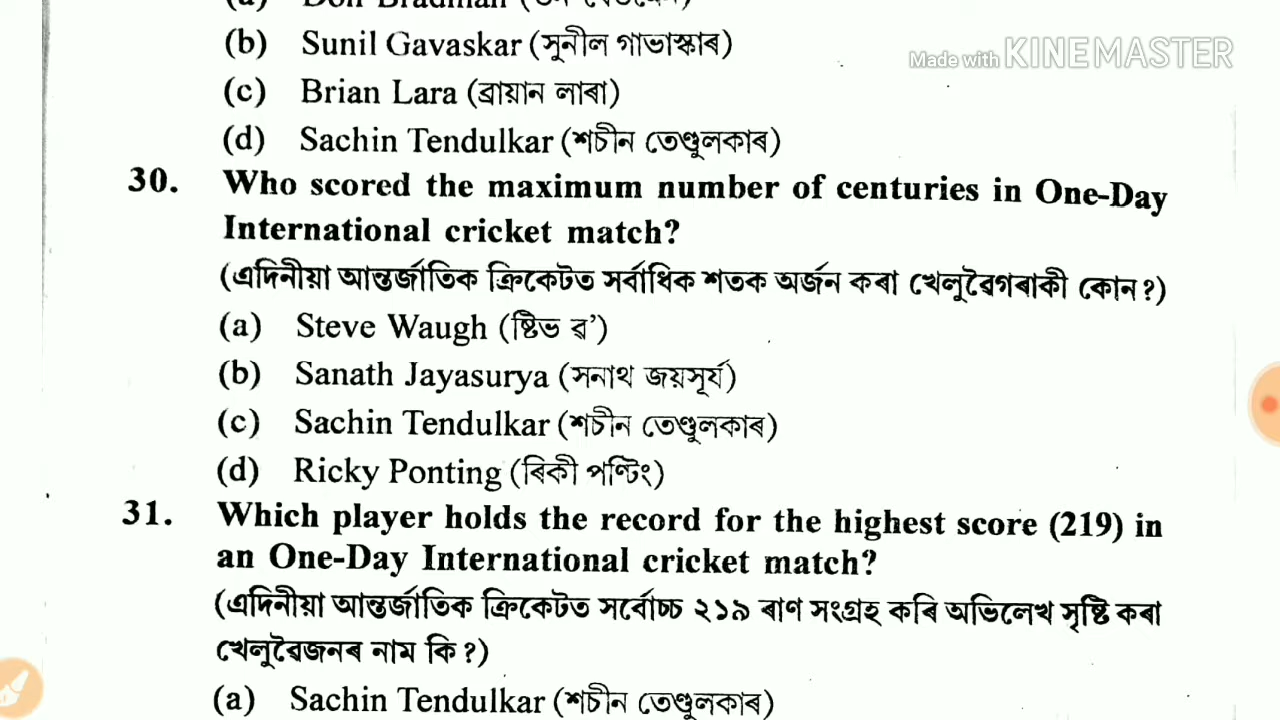 (a) Don Bradman
(b) Sunil Gavaskar (সুনীল গাভাস্কাৰ)
Made with KINEMASTER
(c) Brian Lara (ব্ৰায়ান লাৰা)
(d) Sachin Tendulkar (শচীন তেণ্ডুলকাৰ)
30. Who scored the maximum number of centuries in One-Day
International cricket match?
(এদিনীয়া আন্তৰ্জাতিক ক্ৰিকেটত সৰ্বাধিক শতক অৰ্জন কৰা খেলুৱৈগৰাকী কোন?)
(a) Steve Waugh (ষ্টিভ ৱ’)
(b) Sanath Jayasurya (সনাথ জয়সূৰ্য)
(c) Sachin Tendulkar (শচীন তেণ্ডুলকাৰ)
(d) Ricky Ponting (ৰিকী পণ্টিং)
31. Which player holds the record for the highest score (219) in
an One-Day International cricket match?
(এদিনীয়া আন্তৰ্জাতিক ক্ৰিকেটত সৰ্বোচ্চ ২১৯ ৰাণ সংগ্ৰহ কৰি অভিলেখ সৃষ্টি কৰা
খেলুৱৈজনৰ নাম কি?)
(a) Sachin Tendulkar (শচীন তেণ্ডুলকাৰ)